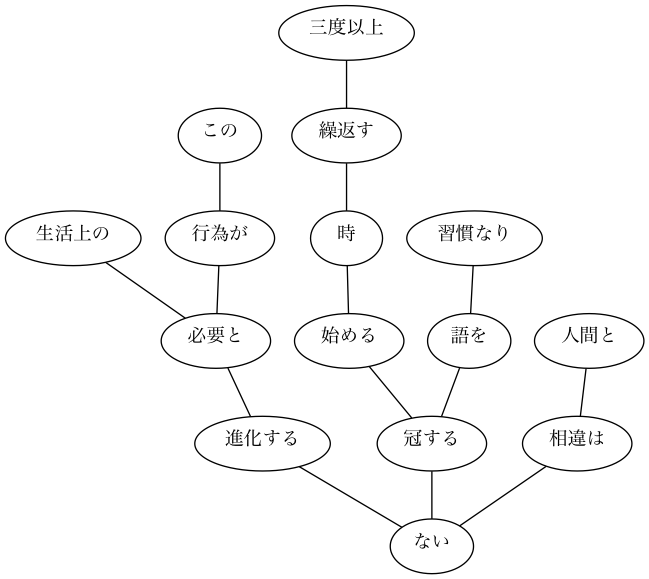 三度以上
この
繰返す
生活上の
行為が
時
習慣なり
必要と
始める
語を
人間と
進化する
冠する
相違は
ない